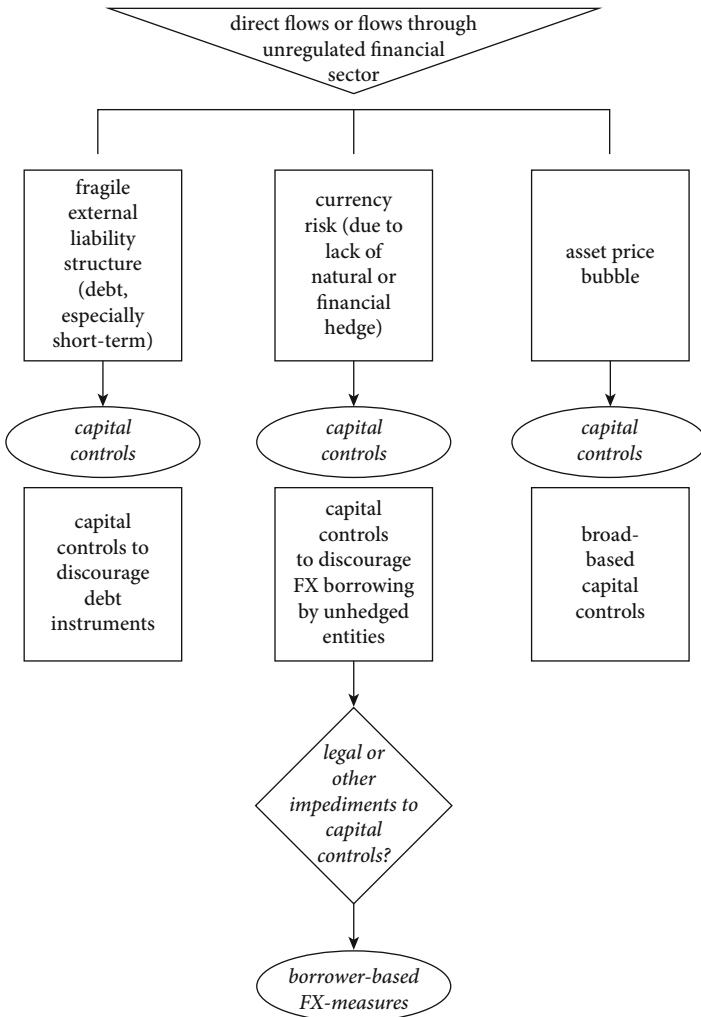 direct flows or flows through
unregulated financial
sector
fragile
external
liability
structure
(debt,
especially
short-term)
currency
risk (due to
lack of
natural or
financial
hedge)
asset price
bubble
capital
controls
capital
controls
capital
controls
capital
controls to
discourage
debt
instruments
capital
controls
to discourage
FX borrowing
by unhedged
entities
broad-
based
capital
controls
legal or
other
impediments to
capital
controls?
borrower-based
FX-measures